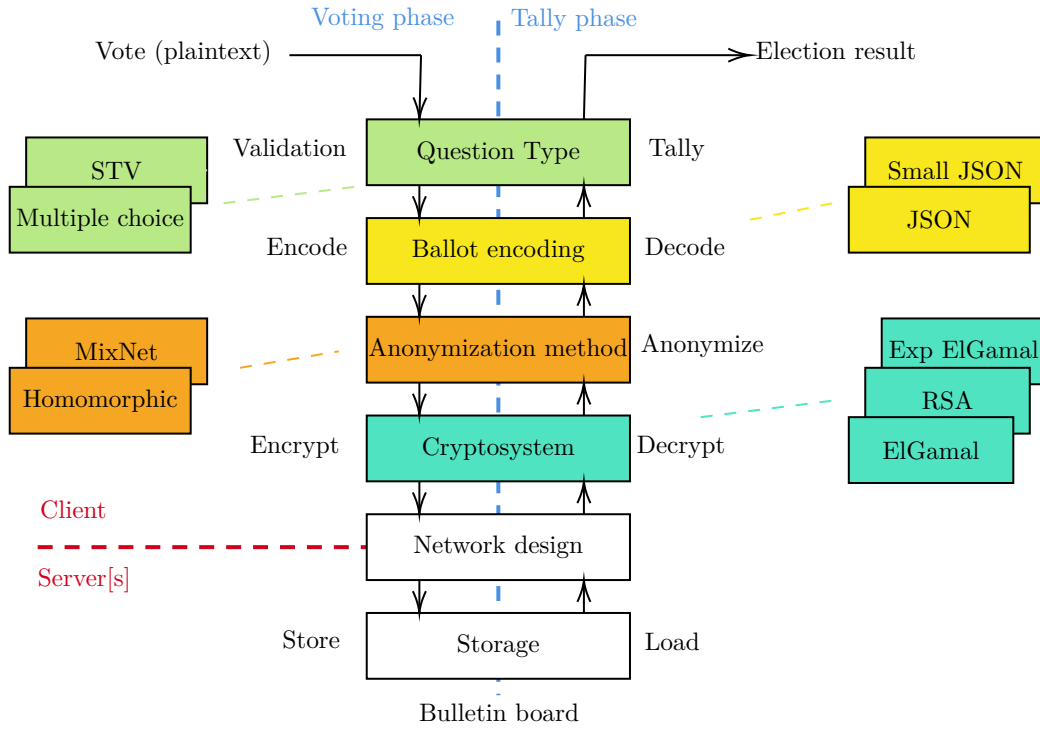 Voting phase
Tally phase
Vote (plaintext)
Election result
Validation
Question Type
Tally
STV
Multiple choice
Small JSON
JSON
Encode
Ballot encoding
Decode
MixNet
Homomorphic
Anonymization method
Anonymize
Exp ElGamal
RSA
ElGamal
Encrypt
Cryptosystem
Decrypt
Client
Network design
Server[s]
Store
Storage
Load
Bulletin board